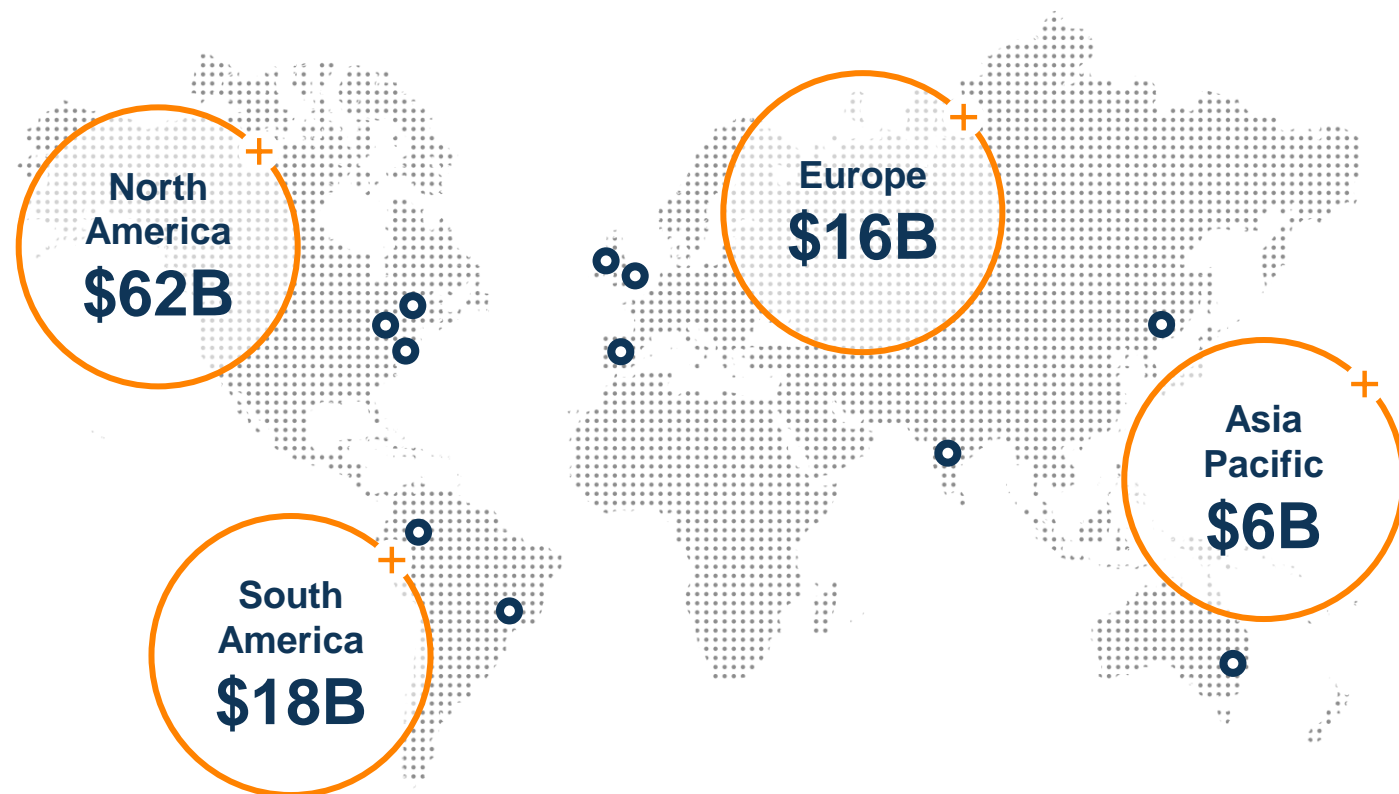 North
America
$62B
Europe
$16B
Asia
Pacific
$6B
South
America
$18B